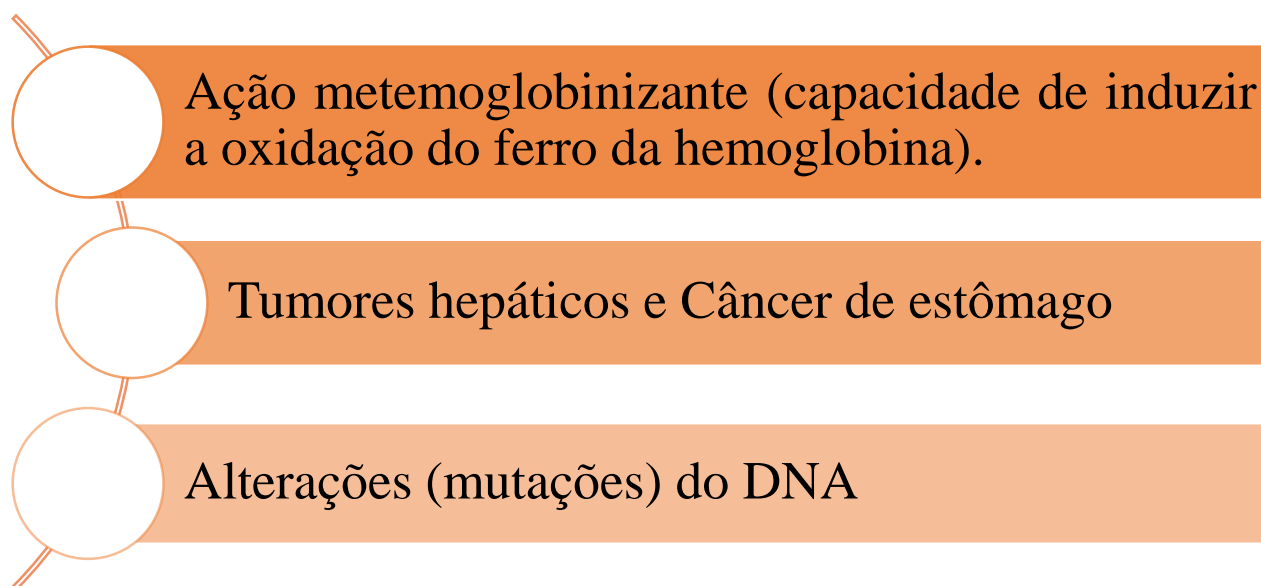 Ação metemoglobinizante (capacidade de induzir
a oxidação do ferro da hemoglobina).
Tumores hepáticos e Câncer de estômago
Alterações (mutações) do DNA